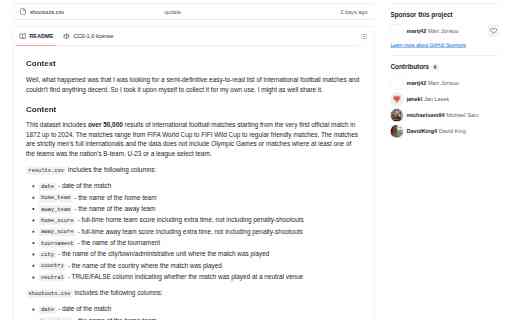 shootouts.csv update 2 days ago
README CC0-1.0 license
Context
Well, what happened was that I was looking for a semi-definitive easy-to-read list of international football matches and
couldn't find anything decent. So I took it upon myself to collect it for my own use. I might as well share it.
Content
This dataset includes over 50,000 results of international football matches starting from the very first official match in
1872 up to 2024. The matches range from FIFA World Cup to FIFI Wild Cup to regular friendly matches. The matches
are strictly men's full internationals and the data does not include Olympic Games or matches where at least one of
the teams was the nation's B-team, U-23 or a league select team.
results.csv includes the following columns:
date - date of the match
home_team - the name of the home team
away_team - the name of the away team
home_score - full-time home team score including extra time, not including penalty-shootouts
away_score - full-time away team score including extra time, not including penalty-shootouts
tournament - the name of the tournament
city - the name of the city/town/administrative unit where the match was played
country - the name of the country where the match was played
neutral - TRUE/FALSE column indicating whether the match was played at a neutral venue
shootouts.csv includes the following columns:
date - date of the match
Sponsor this project
martj42 Mart Jürisoo
Learn more about GitHub Sponsors
Contributors 4
martj42 Mart Jürisoo
Jan
DavidKing David King